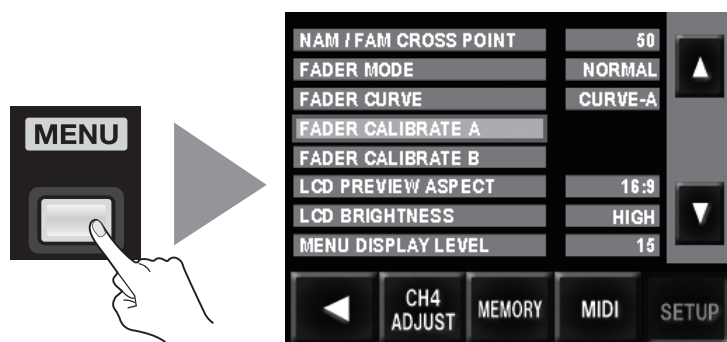 MENU
NAM / FAM CROSS POINT 50
FADER MODE NORMAL
FADER CURVE CURVE-A
FADER CALIBRATE A
FADER CALIBRATE B
LCD PREVIEW ASPECT 16:9
LCD BRIGHTNESS HIGH
MENU DISPLAY LEVEL 15
CH4 ADJUST MEMORY MIDI SETUP